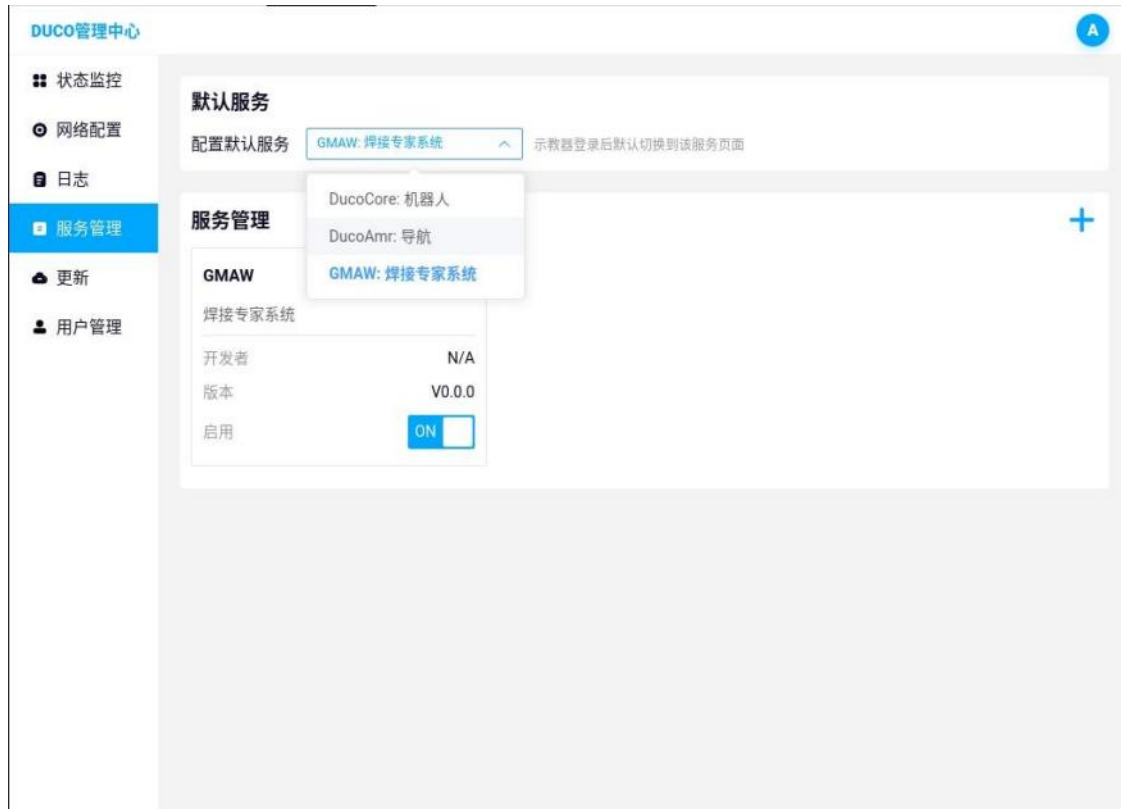 DUCO管理中心
A
状态监控
网络配置
日志
服务管理
更新
用户管理
默认服务
配置默认服务 GMAW: 焊接专家系统 示教器登录后默认切换到该服务页面
DucoCore: 机器人
DucoAmr: 导航
GMAW: 焊接专家系统
服务管理
GMAW
焊接专家系统
开发者 N/A
版本 V0.0.0
启用 ON